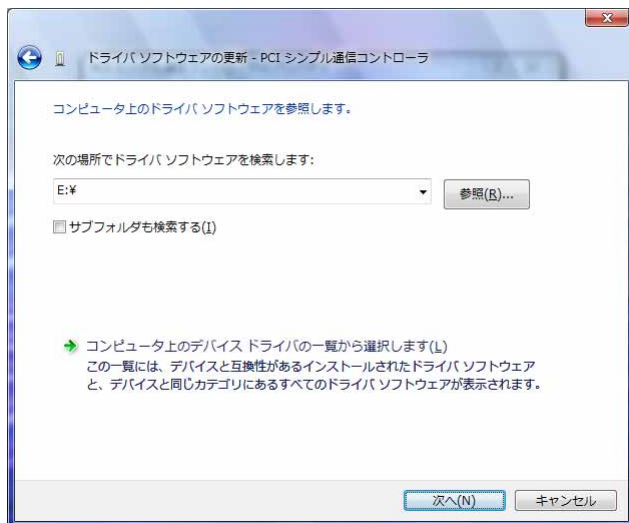 ドライバ ソフトウェアの更新 - PCI シンプル通信コントローラ
コンピュータ上のドライバ ソフトウェアを参照します。
次の場所でドライバ ソフトウェアを検索します:
E:¥
参照(R)...
サブフォルダも検索する(I)
コンピュータ上のデバイス ドライバの一覧から選択します(L)
この一覧には、デバイスと互換性があるインストールされたドライバ ソフトウェア
と、デバイスと同じカテゴリにあるすべてのドライバ ソフトウェアが表示されます。
次へ(N)
キャンセル